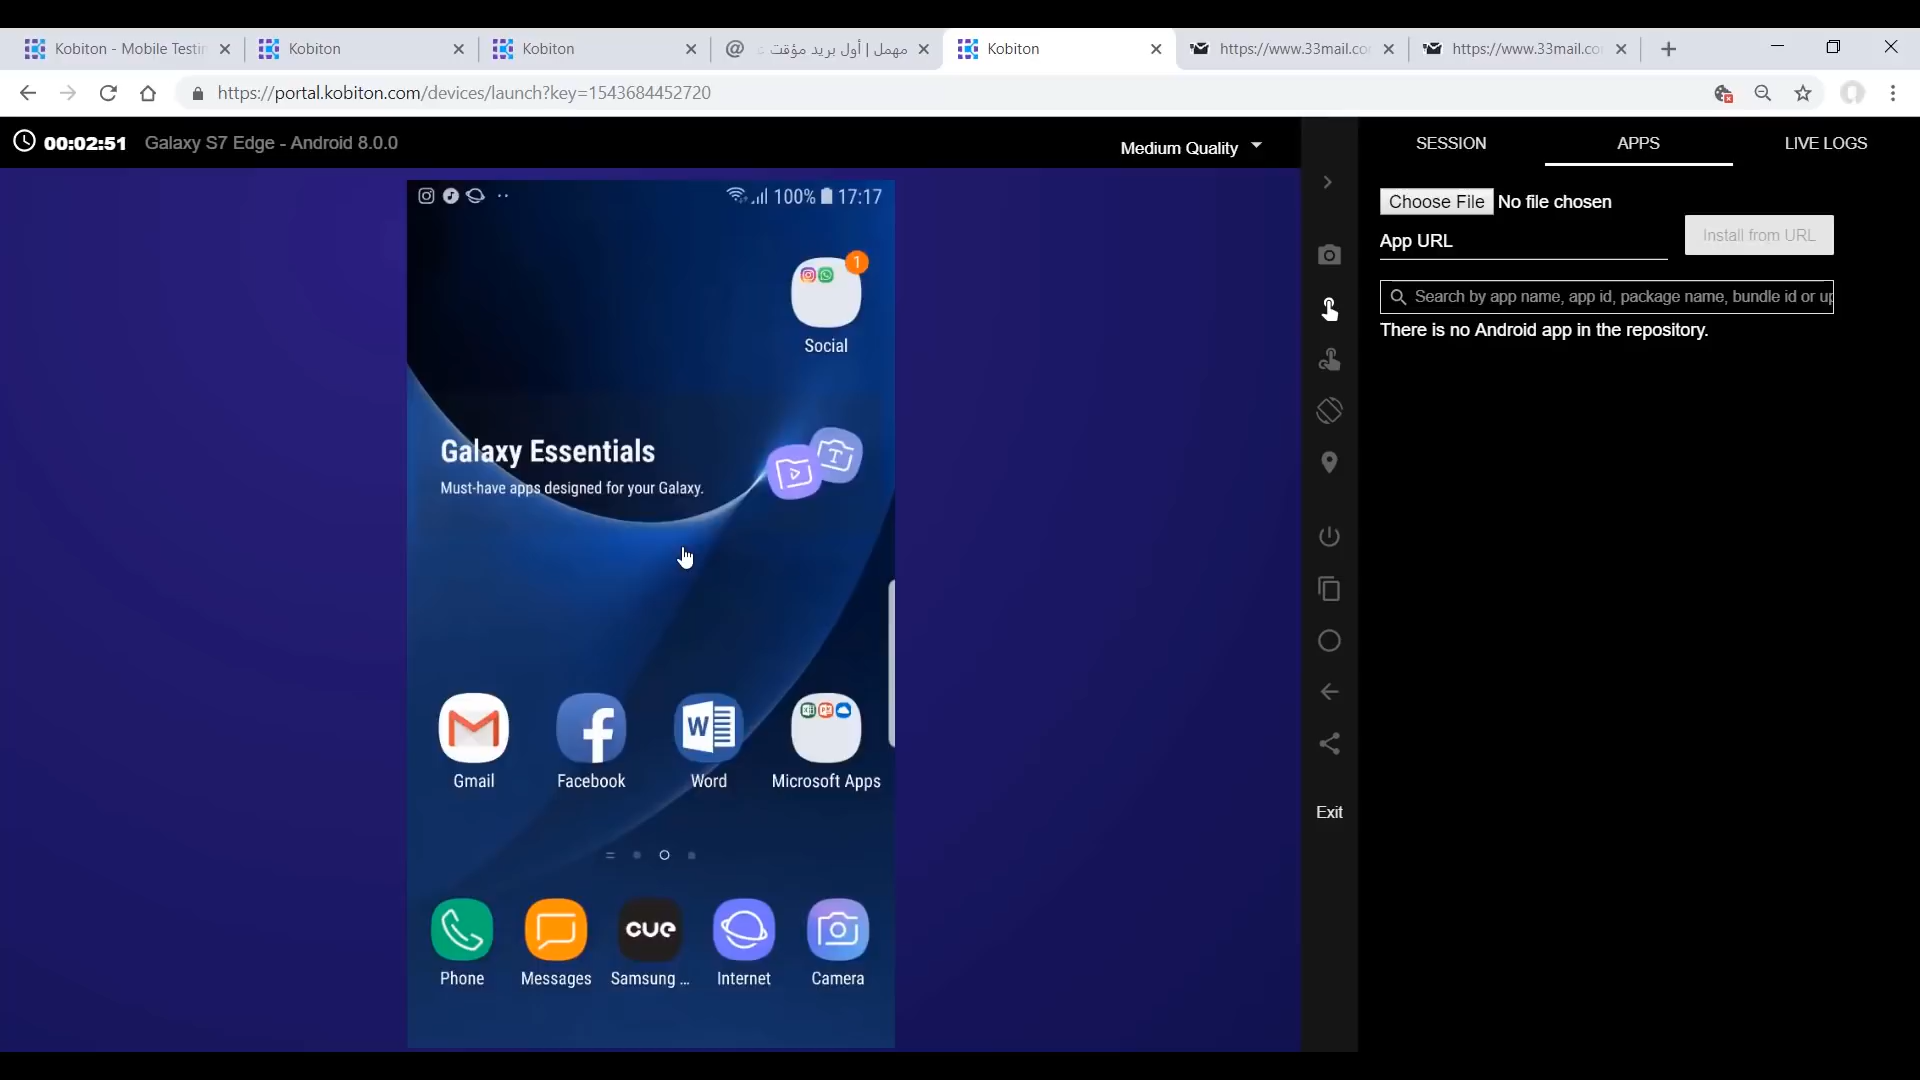 Kobiton - Mobile Testin
Kobiton
Kobiton
مهمل | أول بريد مؤقت
Kobiton
https://www.33mail.co
https://www.33mail.co
https://portal.kobiton.com/devices/launch?key=1543684452720
00:02:51
Galaxy S7 Edge - Android 8.0.0
Medium Quality
SESSION
APPS
LIVE LOGS
Choose File
No file chosen
App URL
Install from URL
Search by app name, app id, package name, bundle id or up
There is no Android app in the repository.
100%
17:17
1
Social
Galaxy Essentials
Must-have apps designed for your Galaxy.
T
W
Gmail
Facebook
Word
Microsoft Apps
cue
Phone
Messages
Samsung ...
Internet
Camera
Exit